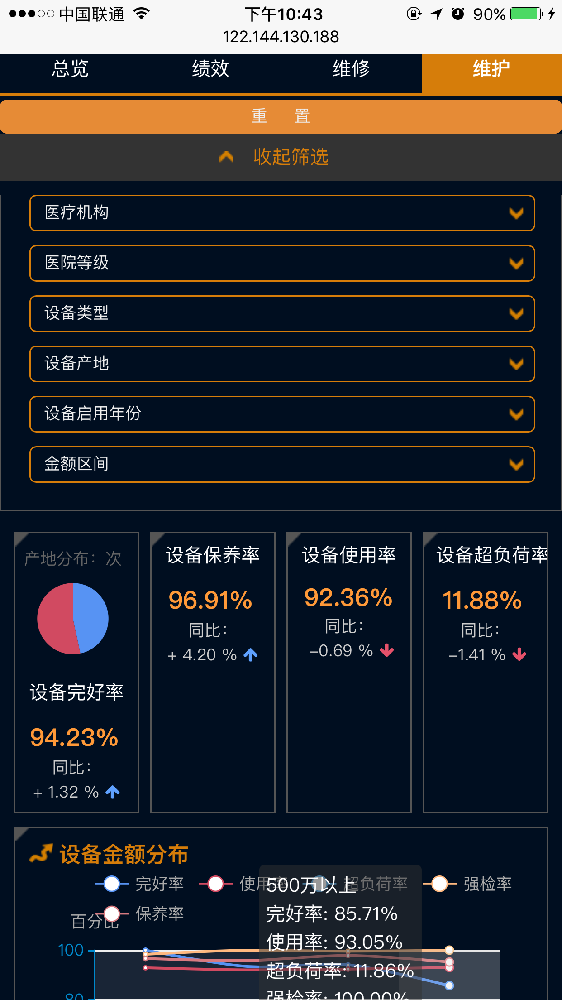 中国联通
下午10:43
90%
122.144.130.188
总览
绩效
维修
维护
重 置
收起筛选
医疗机构
医院等级
设备类型
设备产地
设备启用年份
金额区间
产地分布：次
设备完好率
94.23%
同比：
+ 1.32 %
设备保养率
96.91%
同比：
+ 4.20 %
设备使用率
92.36%
同比：
-0.69 %
设备超负荷率
11.88%
同比：
-1.41 %
设备金额分布
完好率
使用率
超负荷率
强检率
保养率
百分比
100
80
500万以上
完好率: 85.71%
使用率: 93.05%
超负荷率: 11.86%
强检率: 100.00%